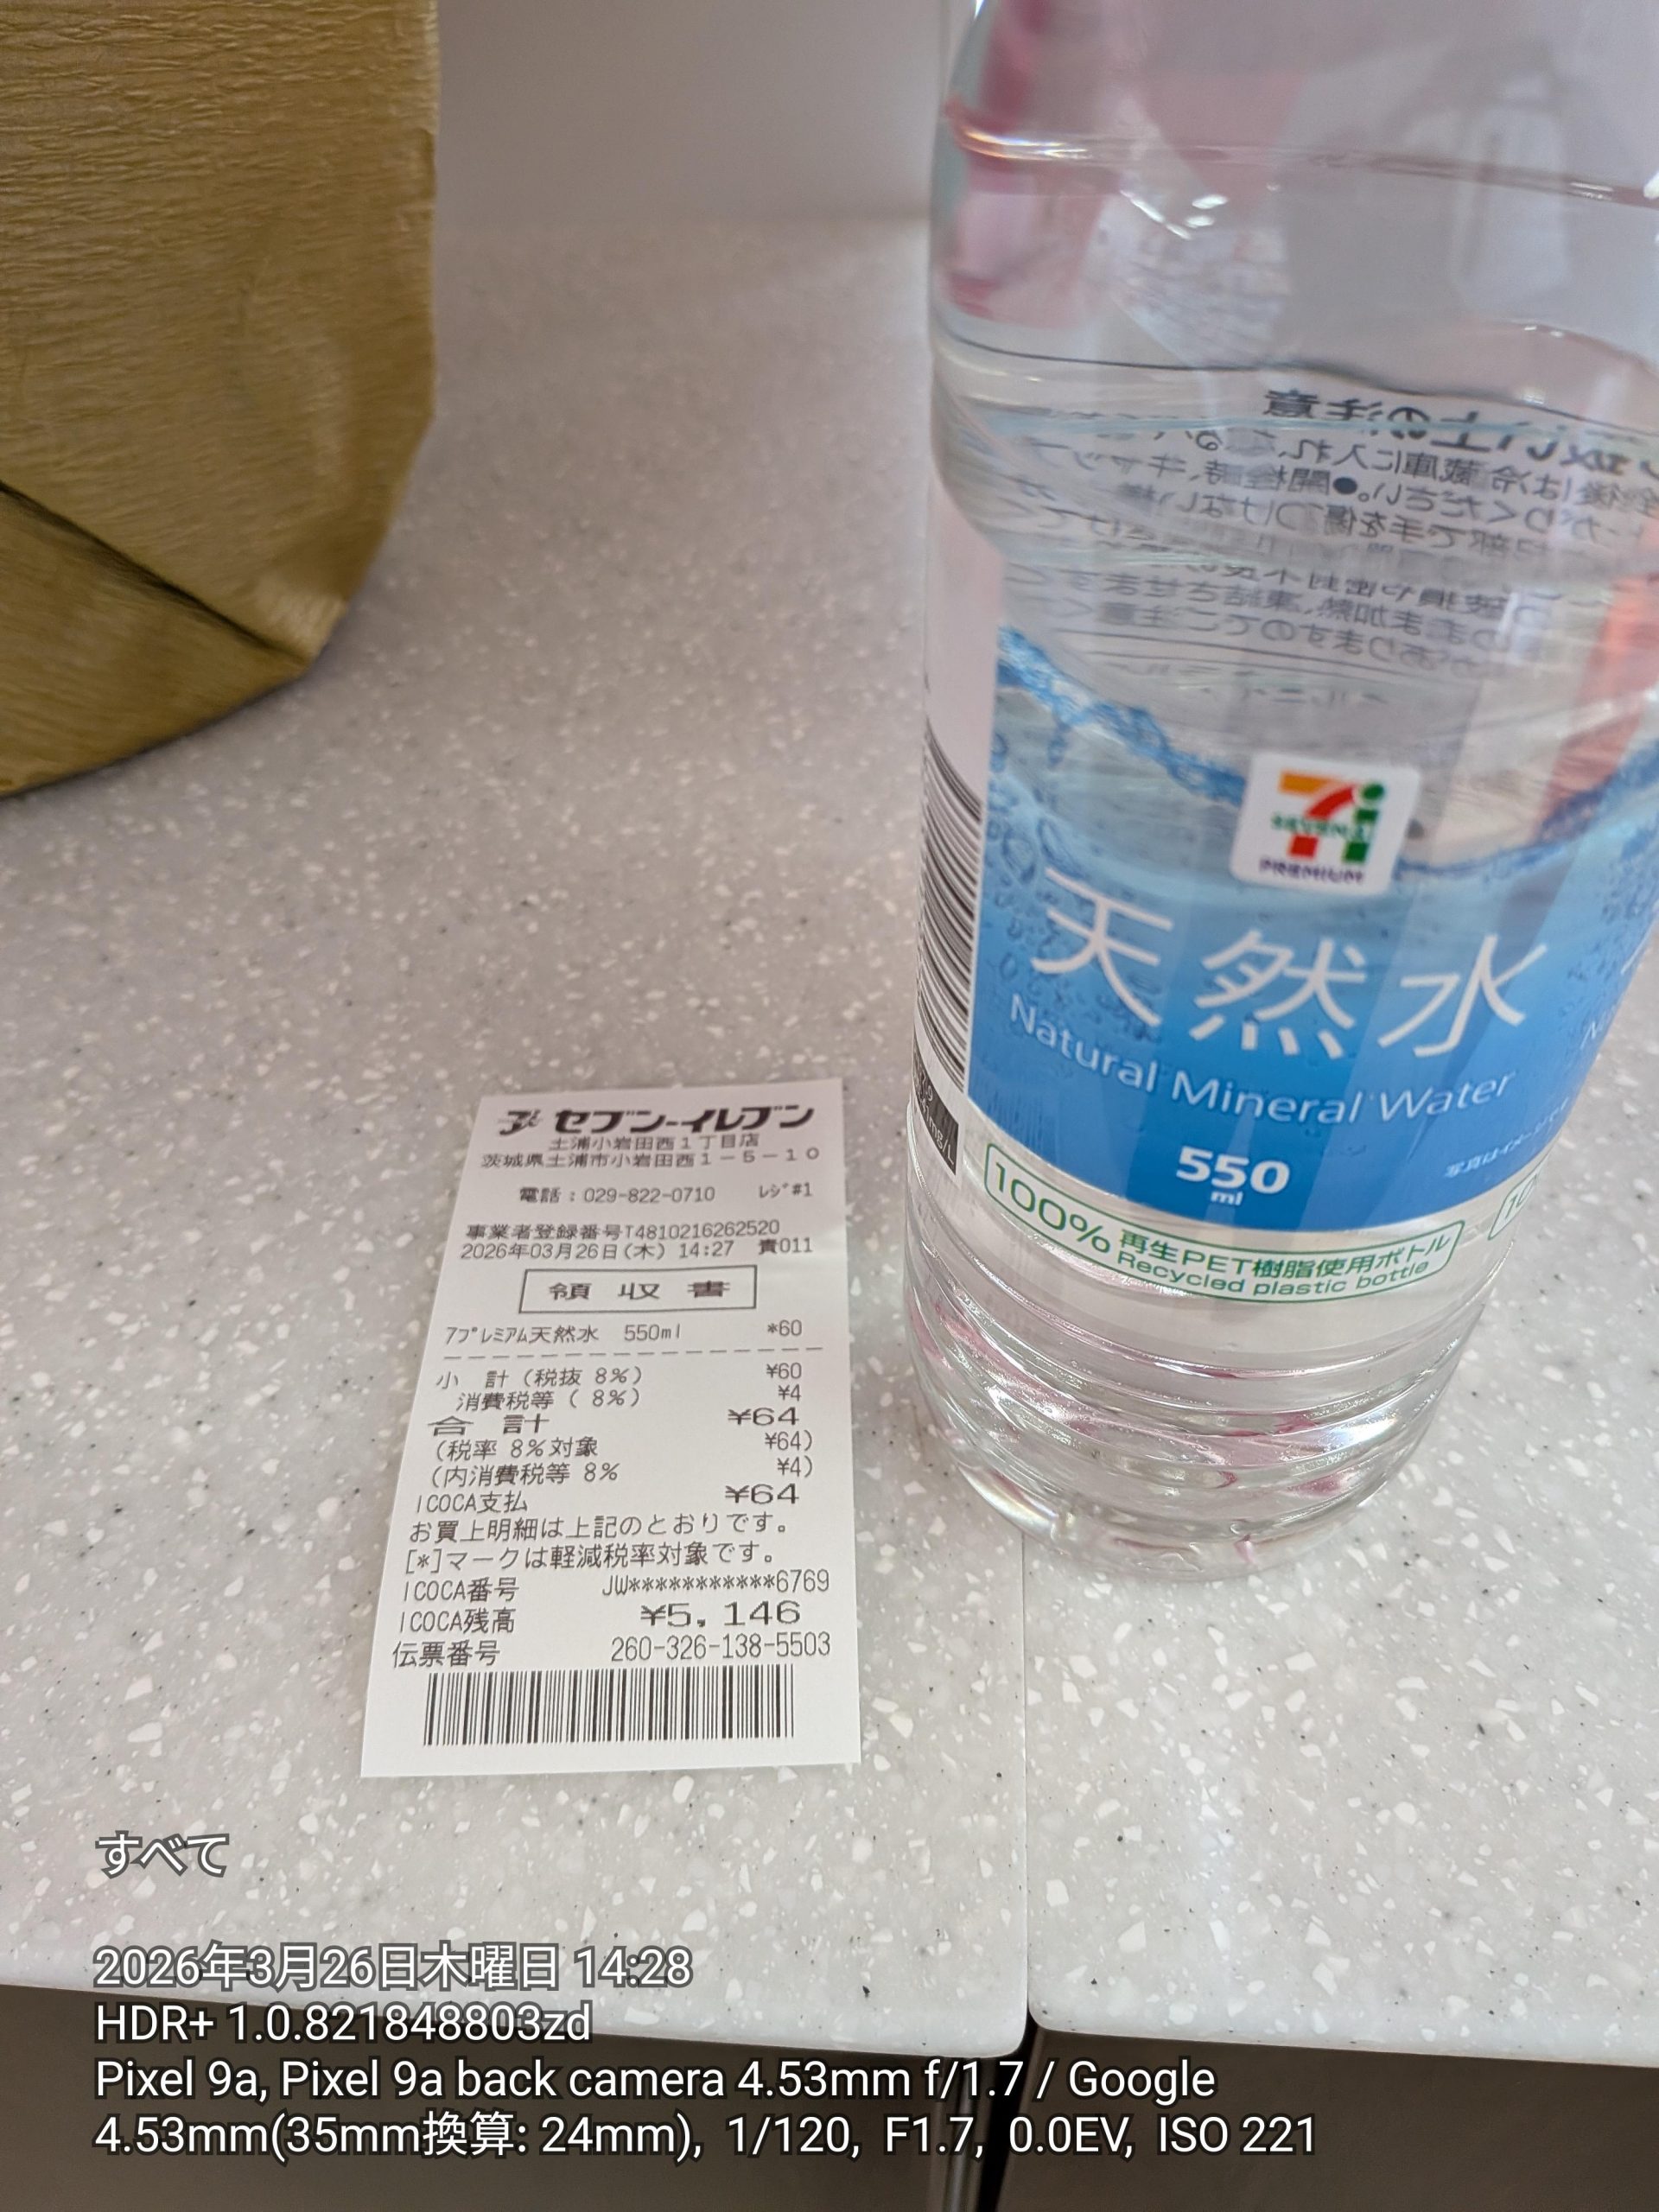 セブン-イレブン
土浦小岩田西1丁目店
茨城県土浦市小岩田西1-5-10
電話:029-822-0710 レジ#1
事業者登録番号T4810216262520
2026年03月26日(木) 14:27 責011
領収書
7プレミアム天然水 550ml *60
小計(税抜 8%) ¥60
消費税等( 8%) ¥4
合計 ¥64
(税率 8%対象 ¥64)
(内消費税等 8% ¥4)
ICOCA支払 ¥64
お買上明細は上記のとおりです。
[*]マークは軽減税率対象です。
ICOCA番号 JW***********6769
ICOCA残高 ¥5,146
伝票番号 260-326-138-5503
SEVEN & i
PREMIUM
天然水
Natural Mineral Water
550
ml
写真はイメージです
100% 再生PET樹脂使用ボトル
Recycled plastic bottle
すべて
2026年3月26日木曜日 14:28
HDR+ 1.0.821848803zd
Pixel 9a, Pixel 9a back camera 4.53mm f/1.7 / Google
4.53mm(35mm換算: 24mm), 1/120, F1.7, 0.0EV, ISO 221